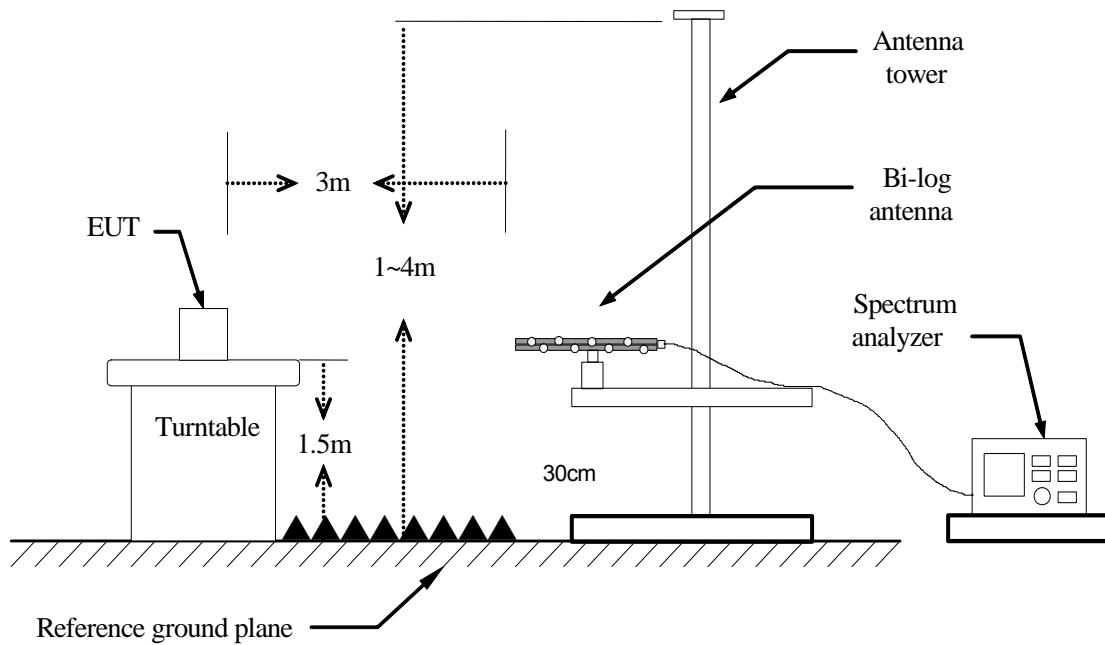 Antenna
tower
3m
Bi-log
antenna
EUT
1~4m
Spectrum
analyzer
Turntable
1.5m
30cm
Reference ground plane